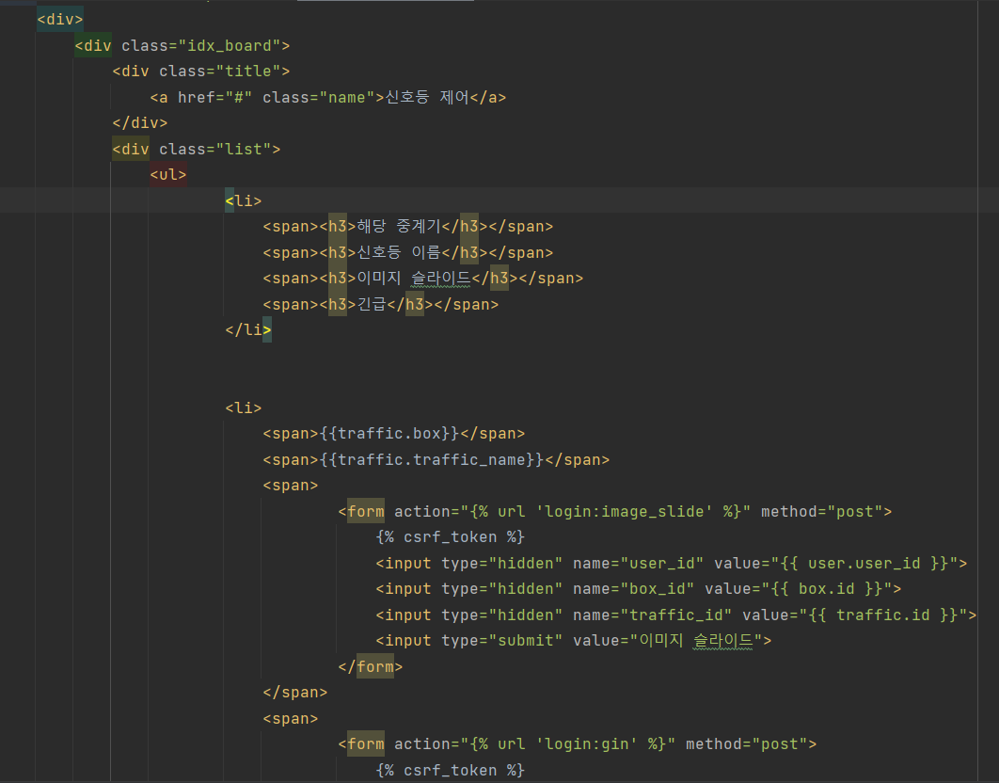 <div>
<div class="idx_board">
<div class="title">
<a href="#" class="name">신호등 제어</a>
</div>
<div class="list">
<ul>
<li>
<span><h3>해당 중계기</h3></span>
<span><h3>신호등 이름</h3></span>
<span><h3>이미지 슬라이드</h3></span>
<span><h3>긴급</h3></span>
</li>
<li>
<span>{{traffic.box}}</span>
<span>{{traffic.traffic_name}}</span>
<span>
<form action="{% url 'login:image_slide' %}" method="post">
{% csrf_token %}
<input type="hidden" name="user_id" value="{{ user.user_id }}">
<input type="hidden" name="box_id" value="{{ box.id }}">
<input type="hidden" name="traffic_id" value="{{ traffic.id }}">
<input type="submit" value="이미지 슬라이드">
</form>
</span>
<span>
<form action="{% url 'login:gin' %}" method="post">
{% csrf_token %}